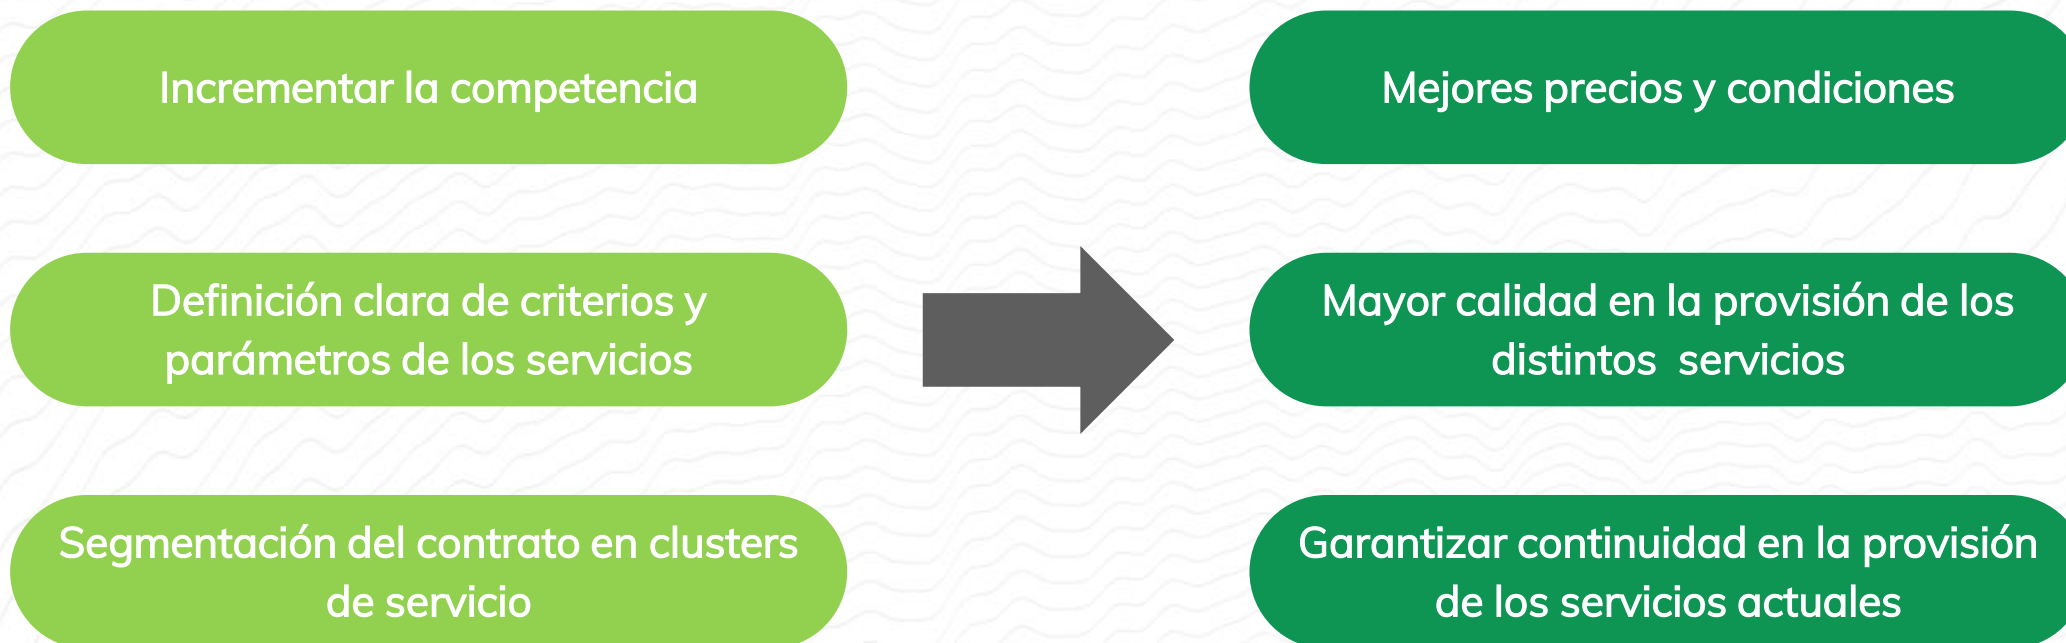 Incrementar la competencia
Mejores precios y condiciones
Definición clara de criterios y
parámetros de los servicios
Mayor calidad en la provisión de los
distintos  servicios
Segmentación del contrato en clusters
de servicio
Garantizar continuidad en la provisión
de los servicios actuales